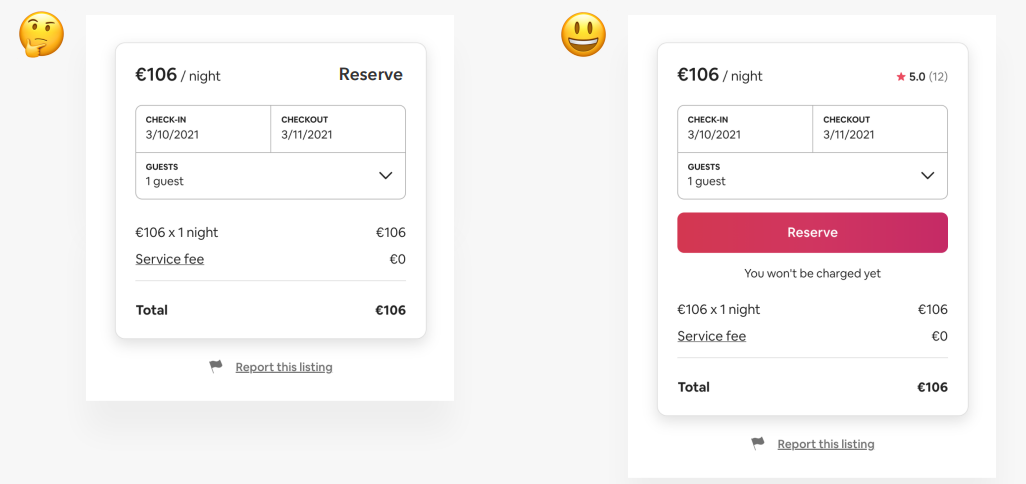 €106 / night Reserve
CHECK-IN CHECKOUT
3/10/2021 3/11/2021
GUESTS
1 guest
€106 x 1 night €106
Service fee €0
Total €106
Report this listing
€106 / night ★ 5.0 (12)
CHECK-IN CHECKOUT
3/10/2021 3/11/2021
GUESTS
1 guest
Reserve
You won't be charged yet
€106 x 1 night €106
Service fee €0
Total €106
Report this listing